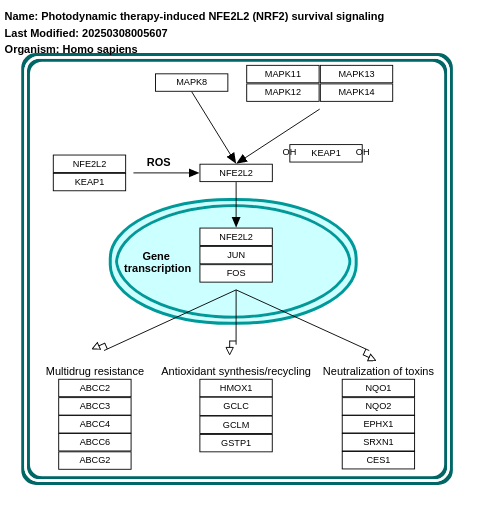 Name: Photodynamic therapy-induced NFE2L2 (NRF2) survival signaling
Last Modified: 20250308005607
Organism: Homo sapiens
MAPK8
MAPK11
MAPK13
MAPK12
MAPK14
OH
KEAP1
OH
NFE2L2
KEAP1
ROS
NFE2L2
NFE2L2
JUN
FOS
Gene
transcription
Multidrug resistance
ABCC2
ABCC3
ABCC4
ABCC6
ABCG2
Antioxidant synthesis/recycling
HMOX1
GCLC
GCLM
GSTP1
Neutralization of toxins
NQO1
NQO2
EPHX1
SRXN1
CES1